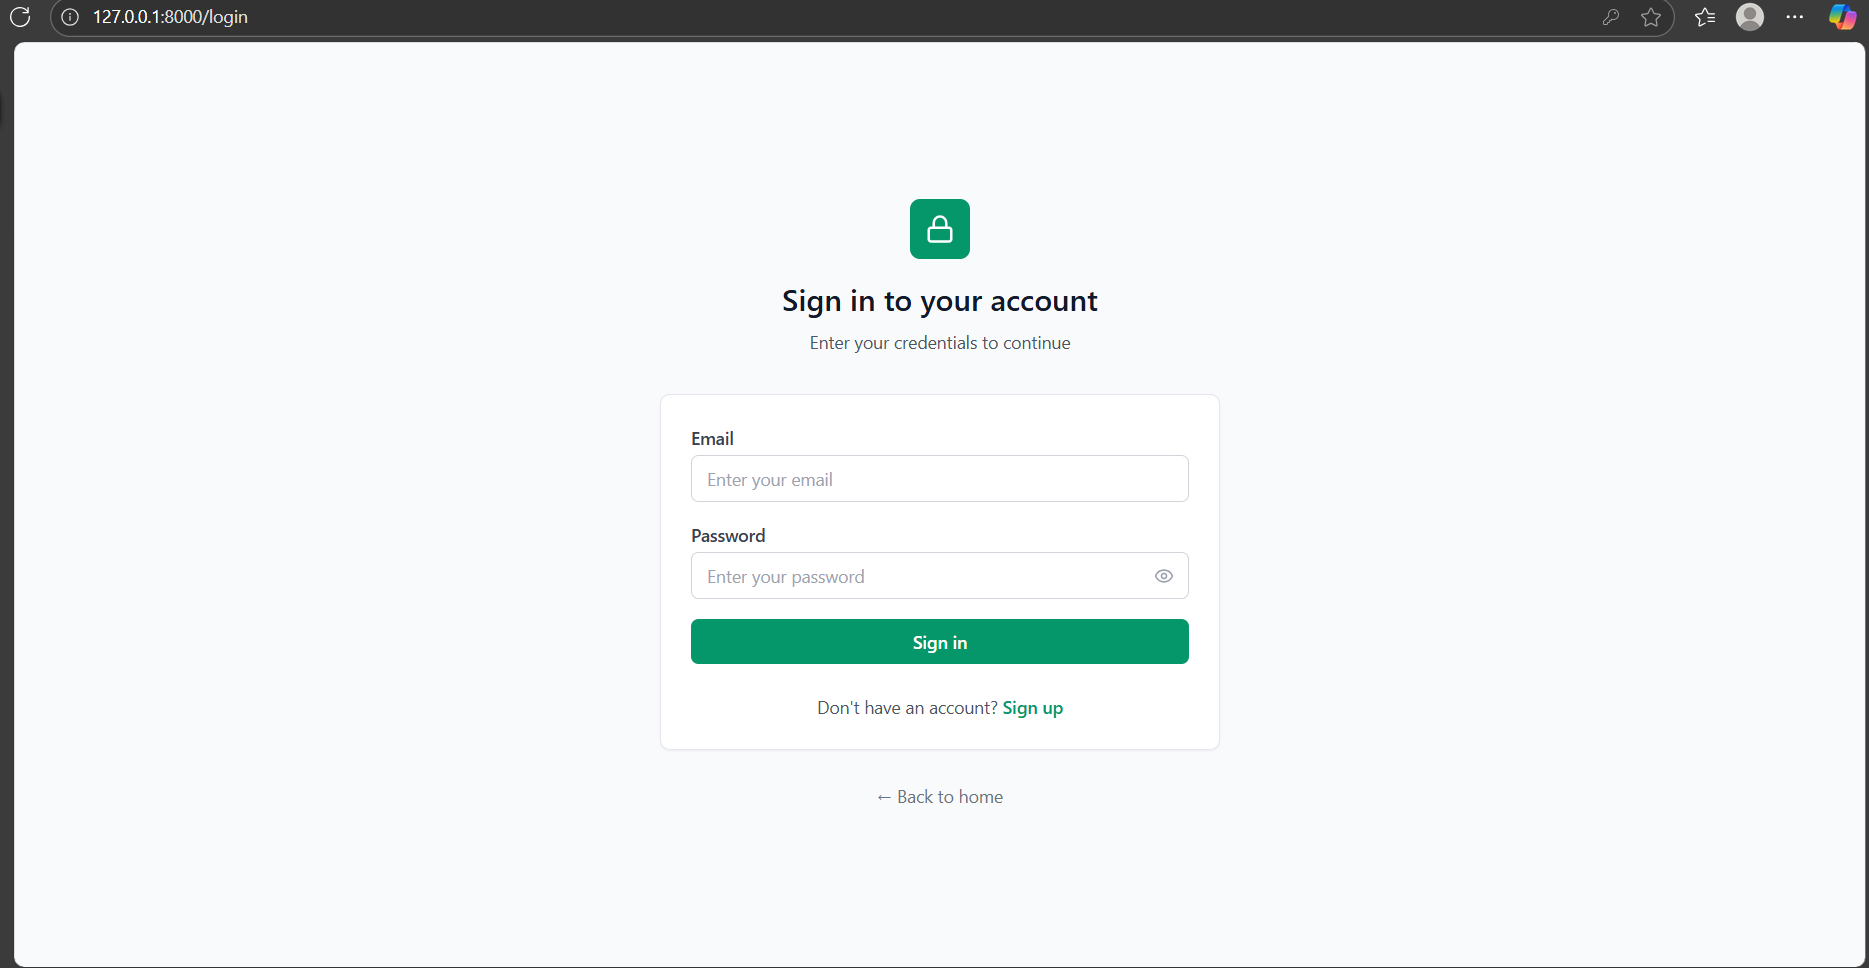 127.0.0.1:8000/login
Sign in to your account
Enter your credentials to continue
Email
Enter your email
Password
Enter your password
Sign in
Don't have an account? Sign up
← Back to home